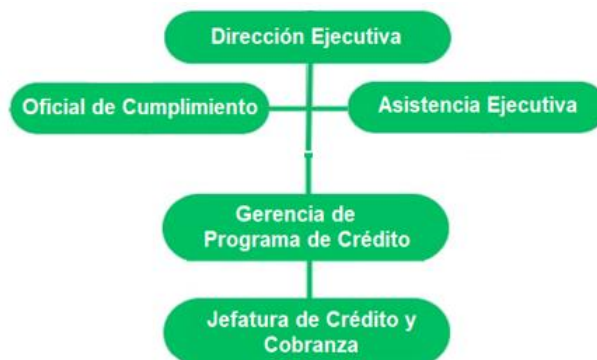 Dirección Ejecutiva
Oficial de Cumplimiento
Asistencia Ejecutiva
Gerencia de
Programa de Crédito
Jefatura de Crédito y
Cobranza